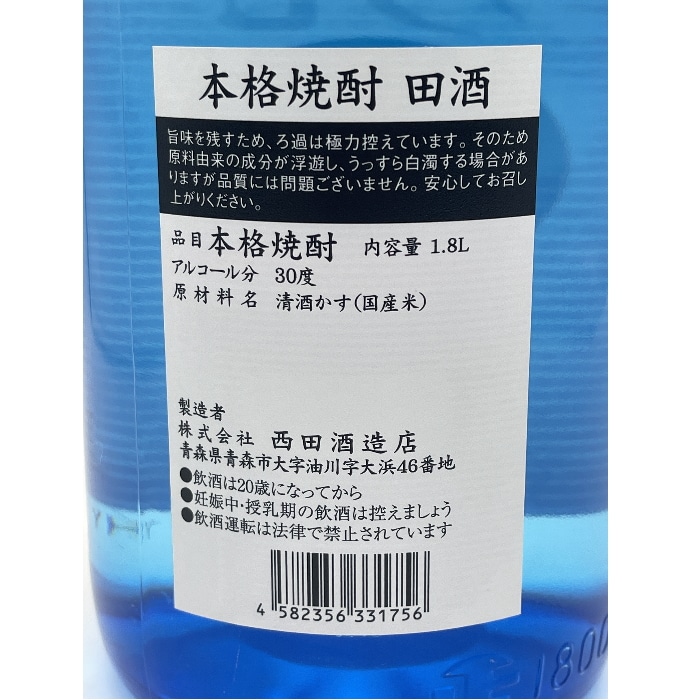 本格焼酎 田酒
旨味を残すため、ろ過は極力控えています。そのため
原料由来の成分が浮遊し、うっすら白濁する場合があ
りますが品質には問題ございません。安心してお召し
上がりください。
品目 本格焼酎 内容量 1.8L
アルコール分 30度
原材料名 清酒かす(国産米)
製造者
株式会社 西田酒造店
青森県青森市大字油川字大浜46番地
●飲酒は20歳になってから
●妊娠中・授乳期の飲酒は控えましょう
●飲酒運転は法律で禁止されています
4 582356 331756
1800